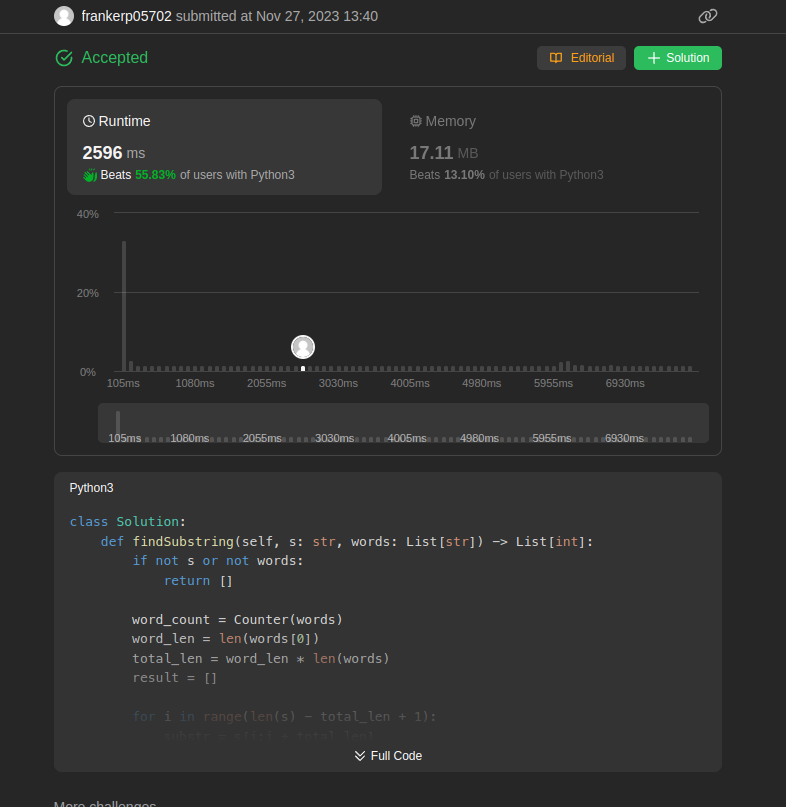 frankerp05702 submitted at Nov 27, 2023 13:40
Accepted
Editorial
Solution
Runtime
Memory
2596 ms
17.11 MB
Beats 55.83% of users with Python3
Beats 13.10% of users with Python3
40%
20%
0%
105ms 1080ms 2055ms 3030ms 4005ms 4980ms 5955ms 6930ms
105ms 1080ms 2055ms 3030ms 4005ms 4980ms 5955ms 6930ms
Python3
class Solution:
    def findSubstring(self, s: str, words: List[str]) -> List[int]:
        if not s or not words:
            return []
        word_count = Counter(words)
        word_len = len(words[0])
        total_len = word_len * len(words)
        result = []
        for i in range(len(s) - total_len + 1):
            substr = s[i:i + total_len]
Full Code
More challenges